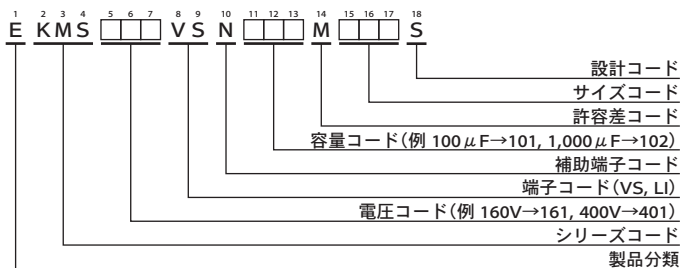 1 2 3 4 5 6 7 8 9 10 11 12 13 14 15 16 17 18
E KMS □□□ VS N □□□ M □□□ S
設計コード
サイズコード
許容差コード
容量コード(例 100μF→101, 1,000μF→102)
補助端子コード
端子コード(VS, LI)
電圧コード(例 160V→161, 400V→401)
シリーズコード
製品分類